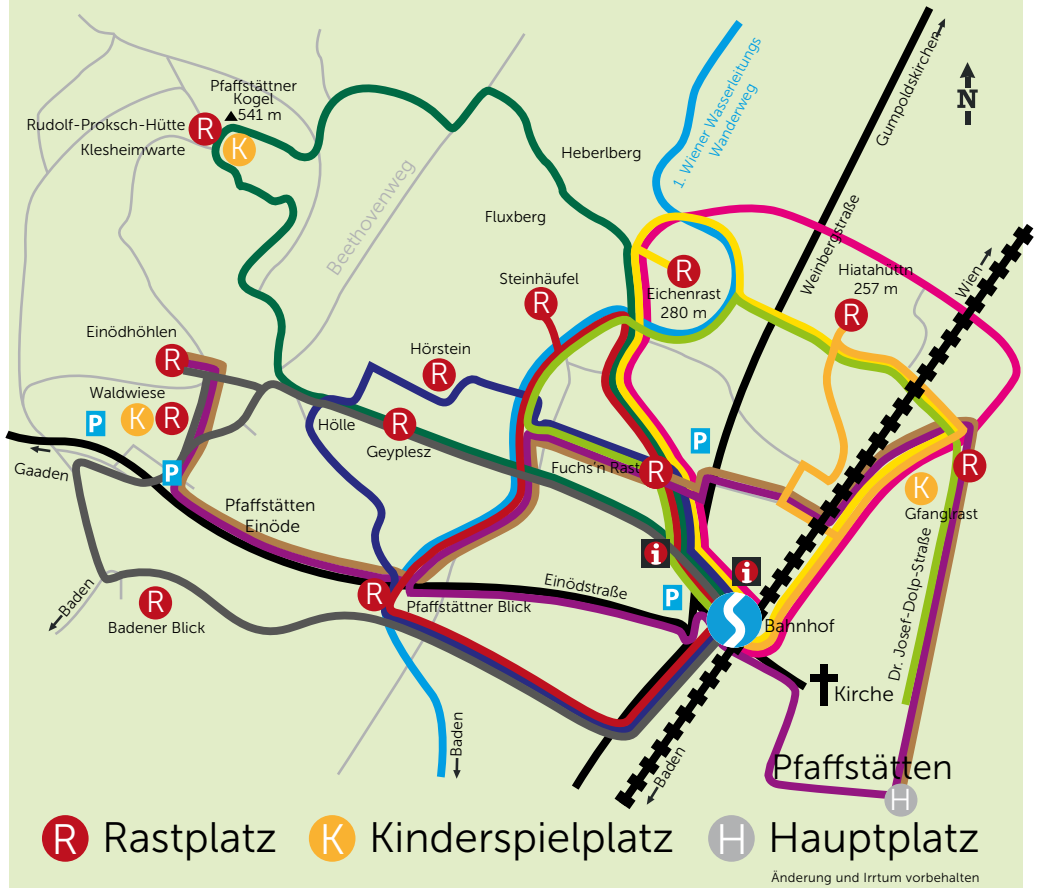 Pfaffstättner
Kogel
541 m
Rudolf-Proksch-Hütte
R
Klesheimwarte
K
Heberlberg
1. Wiener Wasserleitungs
Wanderweg
Gumpoldskirchen
N
Beethovenweg
Fluxberg
Weinbergstraße
Steinhäufel
R
R
Eichenrast
280 m
Hiatahüttn
257 m
R
Wien
Einödhöhlen
R
Hörstein
R
Waldwiese
P
K
R
Hölle
R
Geyplesz
P
Gaaden
P
Fuchs'n Rast
R
R
K
Gfanglrast
Pfaffstätten
Einöde
i
i
Einödstraße
P
Baden
R
Badener Blick
R
Pfaffstättner Blick
Bahnhof
Dr. Josef-Dolp-Straße
Kirche
Baden
Baden
Pfaffstätten
H
R Rastplatz
K Kinderspielplatz
H Hauptplatz
Änderung und Irrtum vorbehalten